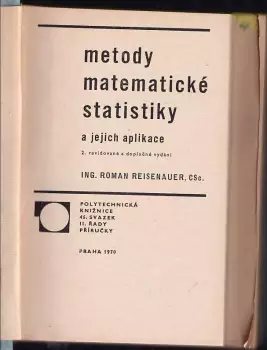 metody
matematické
statistiky
a jejich aplikace
2. revidované a doplněné vydání
ING. ROMAN REISENAUER, CSc.
POLYTECHNICKÁ
KNIŽNICE
45. SVAZEK
II. ŘADY
PŘÍRUČKY
PRAHA 1970